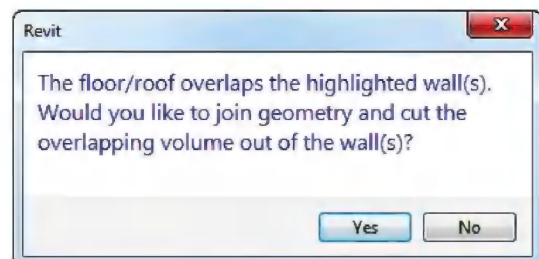 Revit
The floor/roof overlaps the highlighted wall(s).
Would you like to join geometry and cut the
overlapping volume out of the wall(s)?
Yes No